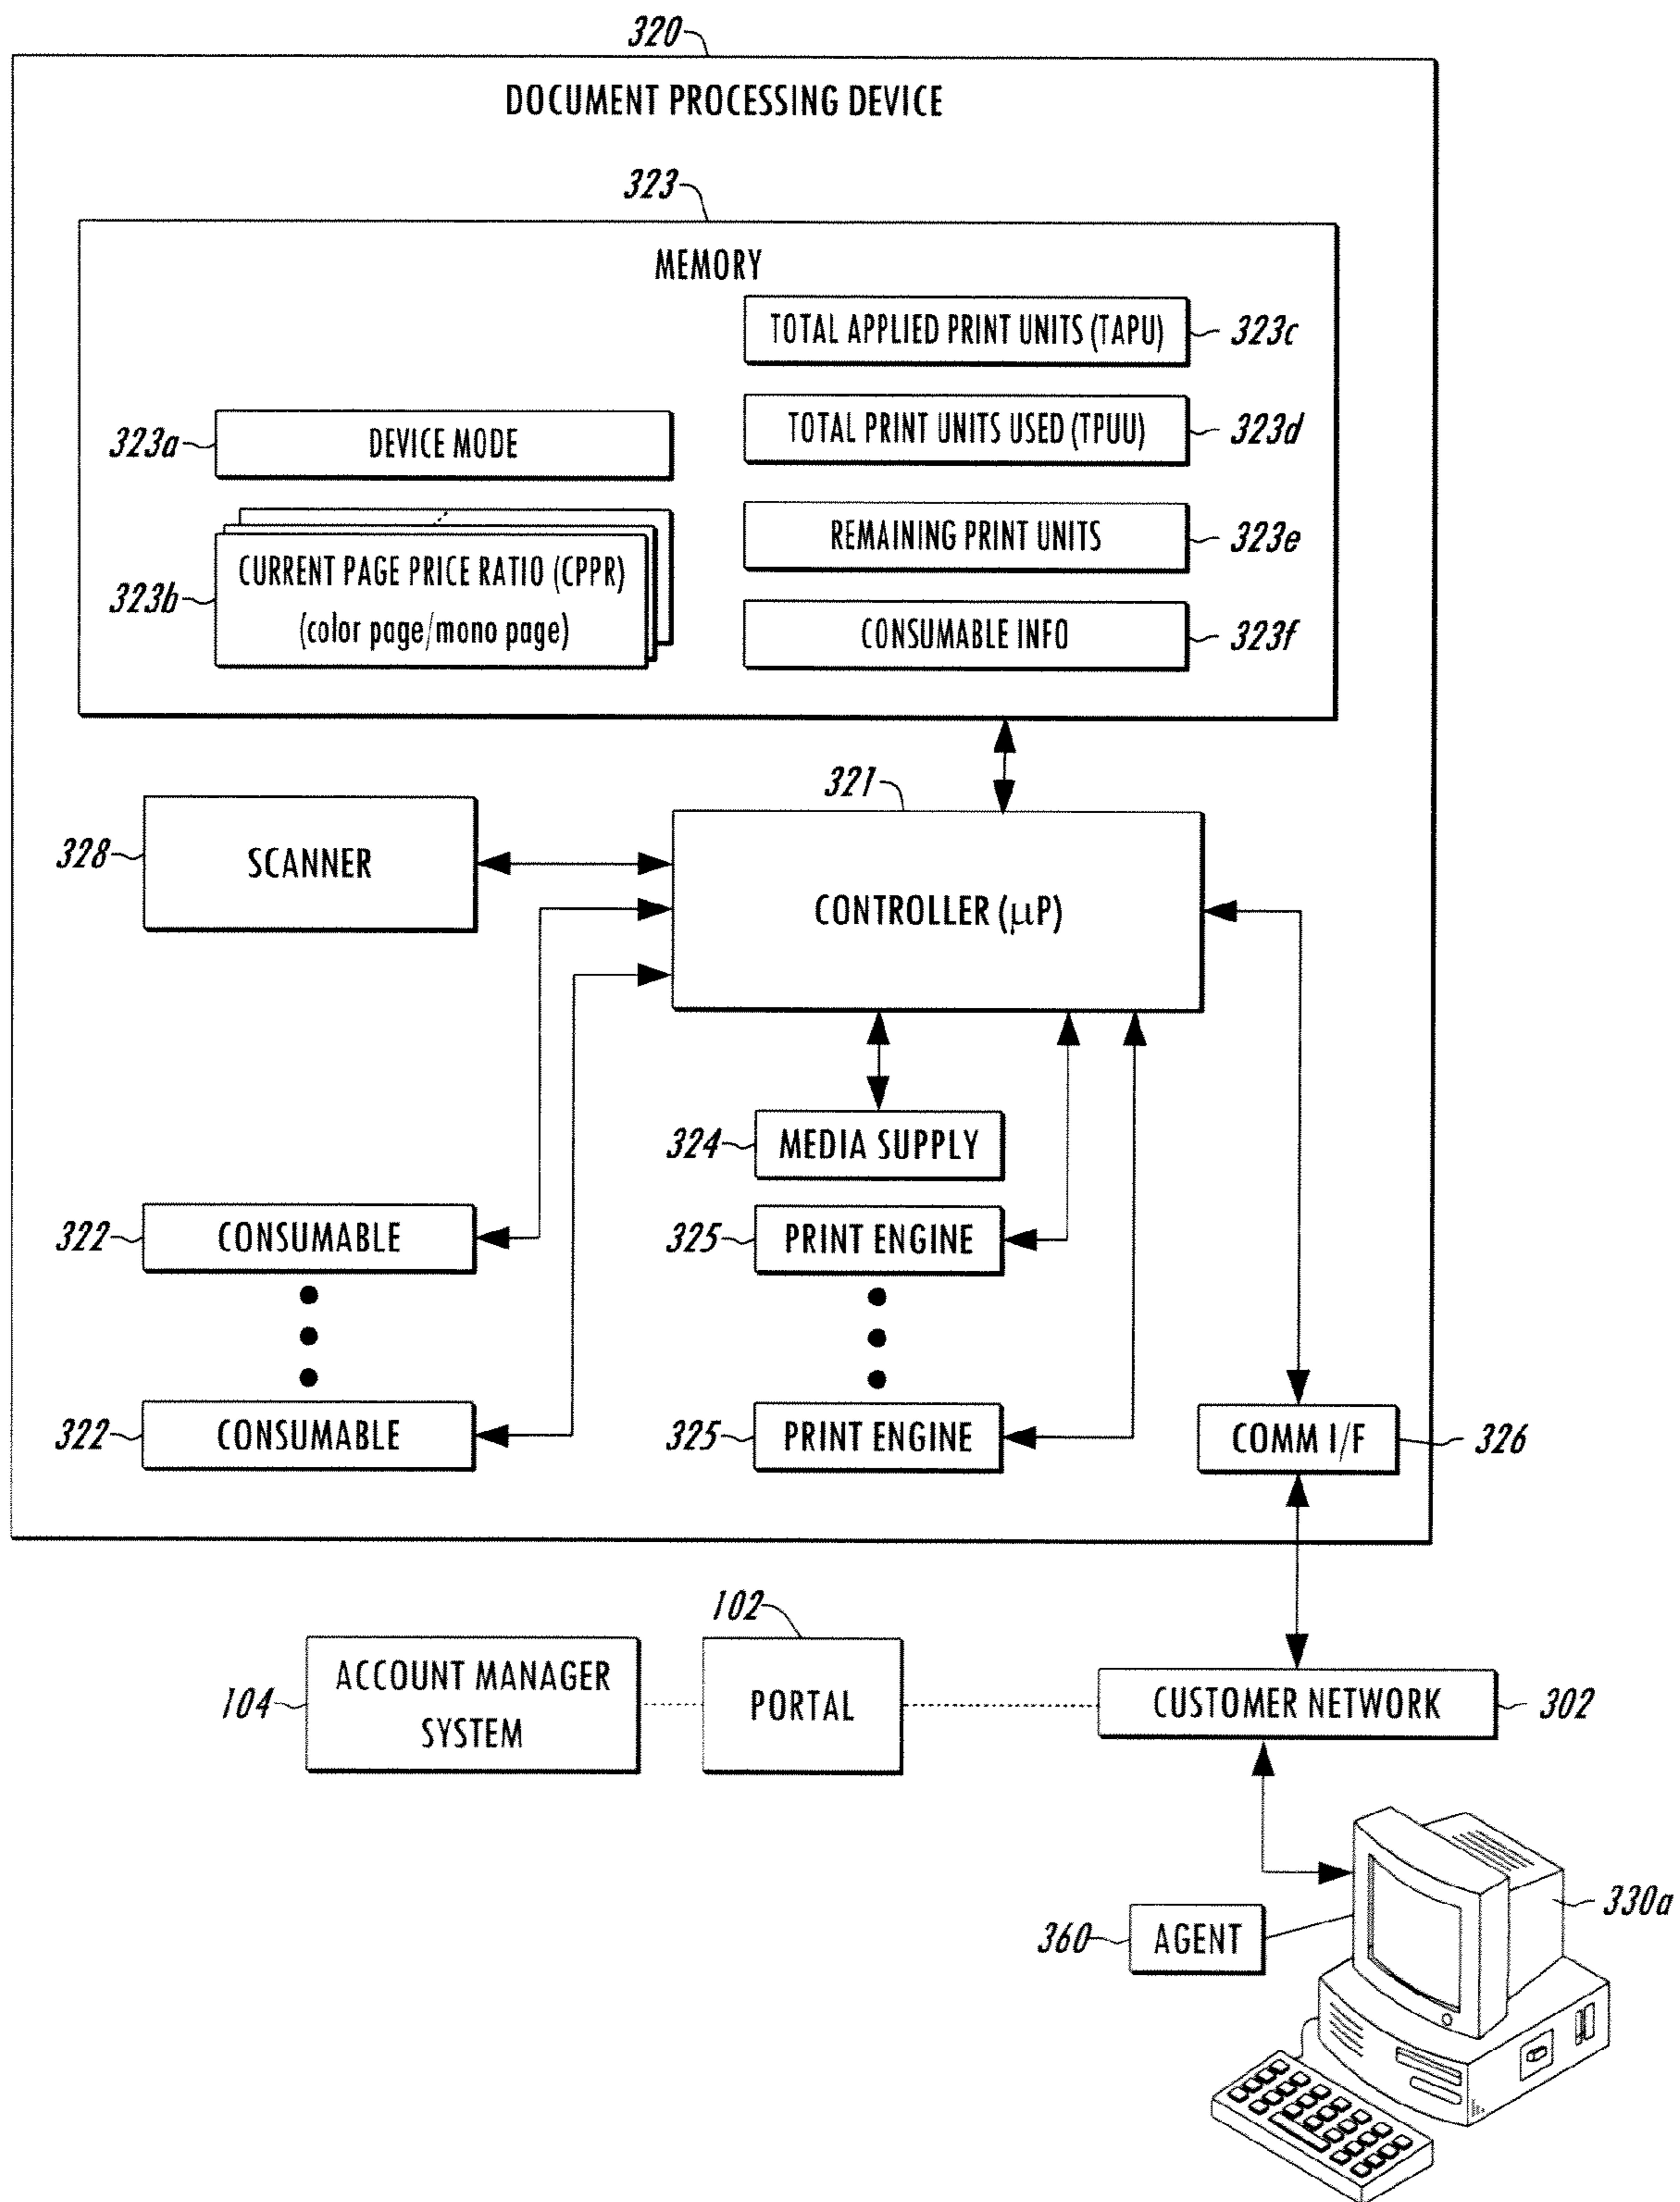 320
DOCUMENT PROCESSING DEVICE
323
MEMORY
TOTAL APPLIED PRINT UNITS (TAPU)
323c
323a
DEVICE MODE
TOTAL PRINT UNITS USED (TPUU)
323d
323b
CURRENT PAGE PRICE RATIO (CPPR)
(color page/mono page)
REMAINING PRINT UNITS
323e
CONSUMABLE INFO
323f
321
328
SCANNER
CONTROLLER (μP)
324
MEDIA SUPPLY
322
CONSUMABLE
325
PRINT ENGINE
322
CONSUMABLE
325
PRINT ENGINE
COMM I/F
326
102
104
ACCOUNT MANAGER
SYSTEM
PORTAL
CUSTOMER NETWORK
302
360
AGENT
330a